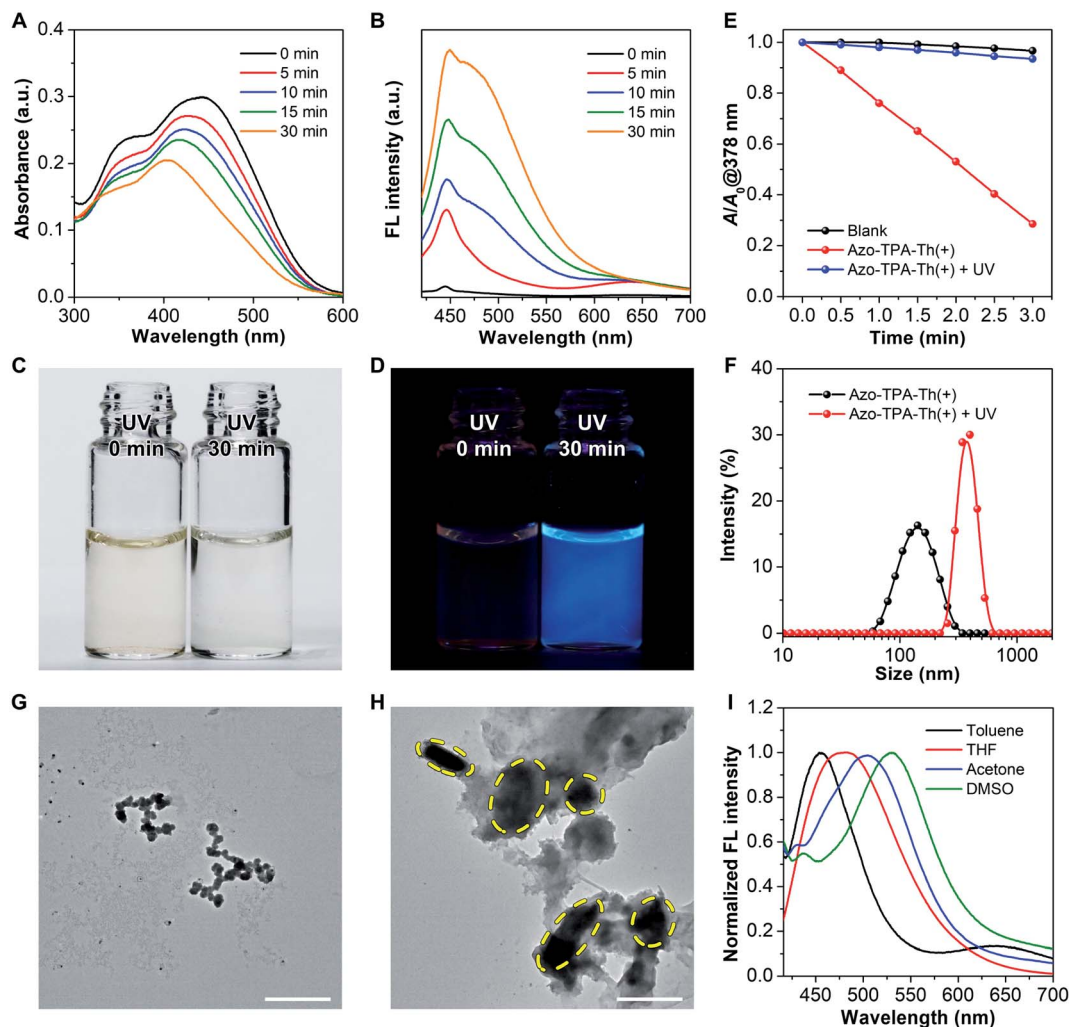 A
0.4
0.3
0.2
0.1
0.0
Absorbance (a.u.)
0 min
5 min
10 min
15 min
30 min
300
400
500
600
Wavelength (nm)
B
FL intensity (a.u.)
0 min
5 min
10 min
15 min
30 min
450
500
550
600
650
700
Wavelength (nm)
E
1.0
0.8
0.6
0.4
0.2
0.0
A/A₀@378 nm
Blank
Azo-TPA-Th(+)
Azo-TPA-Th(+) + UV
0.0
0.5
1.0
1.5
2.0
2.5
3.0
Time (min)
C
UV
0 min
UV
30 min
D
UV
0 min
UV
30 min
F
40
30
20
10
0
Intensity (%)
Azo-TPA-Th(+)
Azo-TPA-Th(+) + UV
10
100
1000
Size (nm)
G
H
I
1.2
1.0
0.8
0.6
0.4
0.2
0.0
Normalized FL intensity
Toluene
THF
Acetone
DMSO
450
500
550
600
650
700
Wavelength (nm)